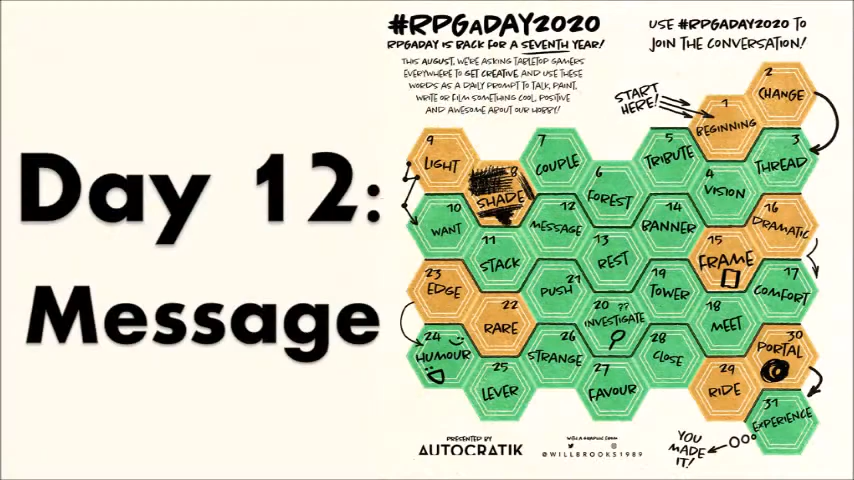 Day 12:
Message
#RPGaDAY2020
RPGADAY IS BACK FOR A SEVENTH YEAR!
THIS AUGUST, WE'RE ASKING TABLETOP GAMERS
EVERYWHERE TO GET CREATIVE AND USE THESE
WORDS AS A DAILY PROMPT TO TALK, PAINT,
WRITE OR FILM SOMETHING COOL, POSITIVE
AND AWESOME ABOUT OUR HOBBY!
USE #RPGADAY2020 TO
JOIN THE CONVERSATION!
START
HERE!
1
BEGINNING
2
CHANGE
3
THREAD
4
VISION
5
TRIBUTE
6
FOREST
7
COUPLE
8
SHADE
9
LIGHT
10
WANT
11
STACK
12
MESSAGE
13
REST
14
BANNER
15
FRAME
16
DRAMATIC
17
COMFORT
18
MEET
19
TOWER
20 ??
INVESTIGATE
21
PUSH
22
RARE
23
EDGE
24
HUMOUR
25
LEVER
26
STRANGE
27
FAVOUR
28
CLOSE
29
RIDE
30
PORTAL
31
EXPERIENCE
YOU
MADE
IT!
PRESENTED BY
AUTOCRATIK
@WILLBROOKS1989